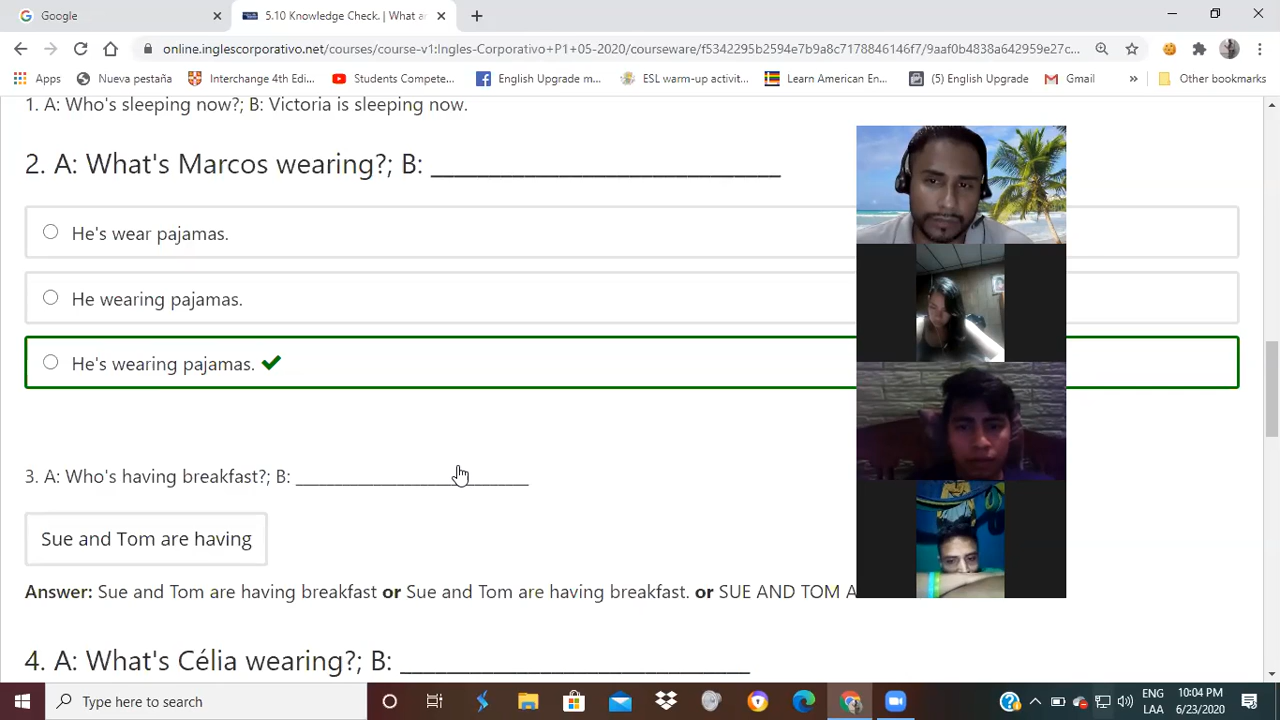 Google
5.10 Knowledge Check. | What a
online.inglescorporativo.net/courses/course-v1:Ingles-Corporativo+P1+05-2020/courseware/f5342295b2594e7b9a8c7178846146f7/9aaf0b4838a642959e27c...
Apps Nueva pestaña Interchange 4th Edi... Students Compete... English Upgrade m... ESL warm-up activit... Learn American En... (5) English Upgrade Gmail » Other bookmarks
1. A: Who's sleeping now?; B: Victoria is sleeping now.
2. A: What's Marcos wearing?; B: ______________________________
He's wear pajamas.
He wearing pajamas.
He's wearing pajamas.
3. A: Who's having breakfast?; B: ______________________________
Sue and Tom are having
Answer: Sue and Tom are having breakfast or Sue and Tom are having breakfast. or SUE AND TOM A
4. A: What's Célia wearing?; B: ______________________________
Type here to search
ENG 10:04 PM
LAA 6/23/2020